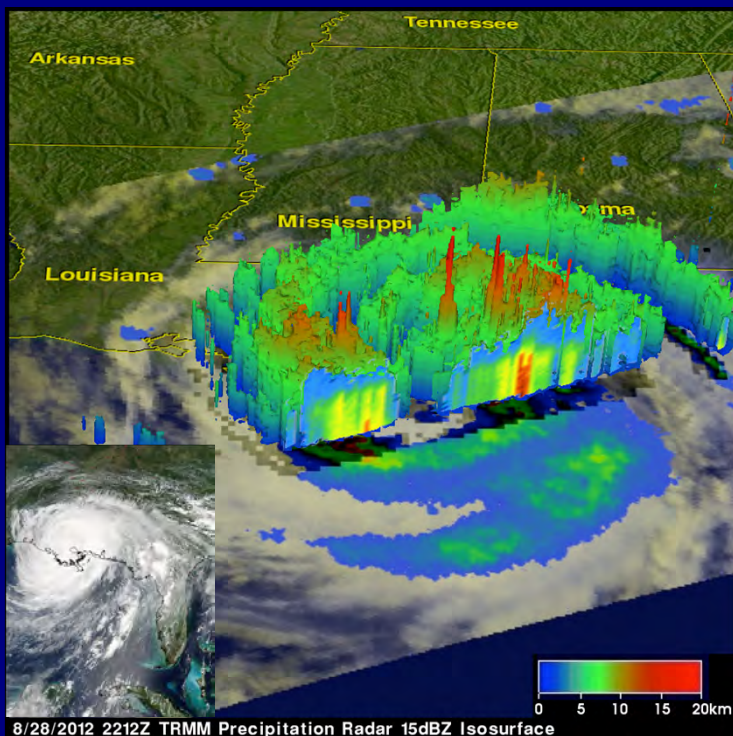 Tennessee
Arkansas
Mississippi
Louisiana
0 5 10 15 20km
8/28/2012 2212Z TRMM Precipitation Radar 15dBZ Isosurface